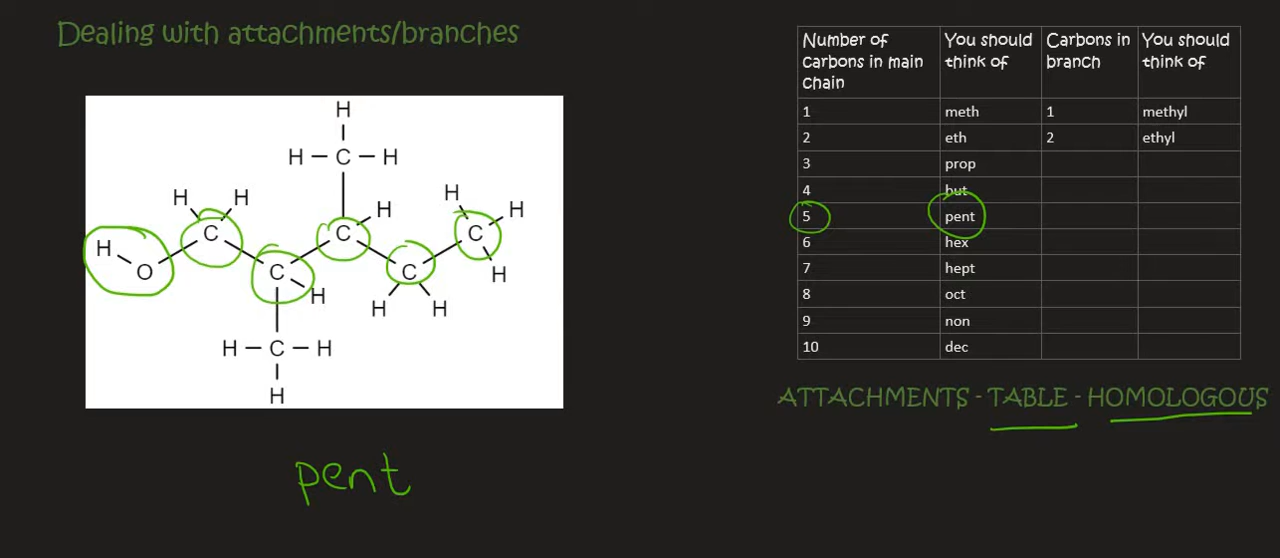 Dealing with attachments/branches
H
H – C – H
H H H H H
H C C C
O C H C H
H H H
H – C – H
H
pent
Number of carbons in main chain You should think of Carbons in branch You should think of
1 meth 1 methyl
2 eth 2 ethyl
3 prop
4 but
5 pent
6 hex
7 hept
8 oct
9 non
10 dec
ATTACHMENTS - TABLE - HOMOLOGOUS